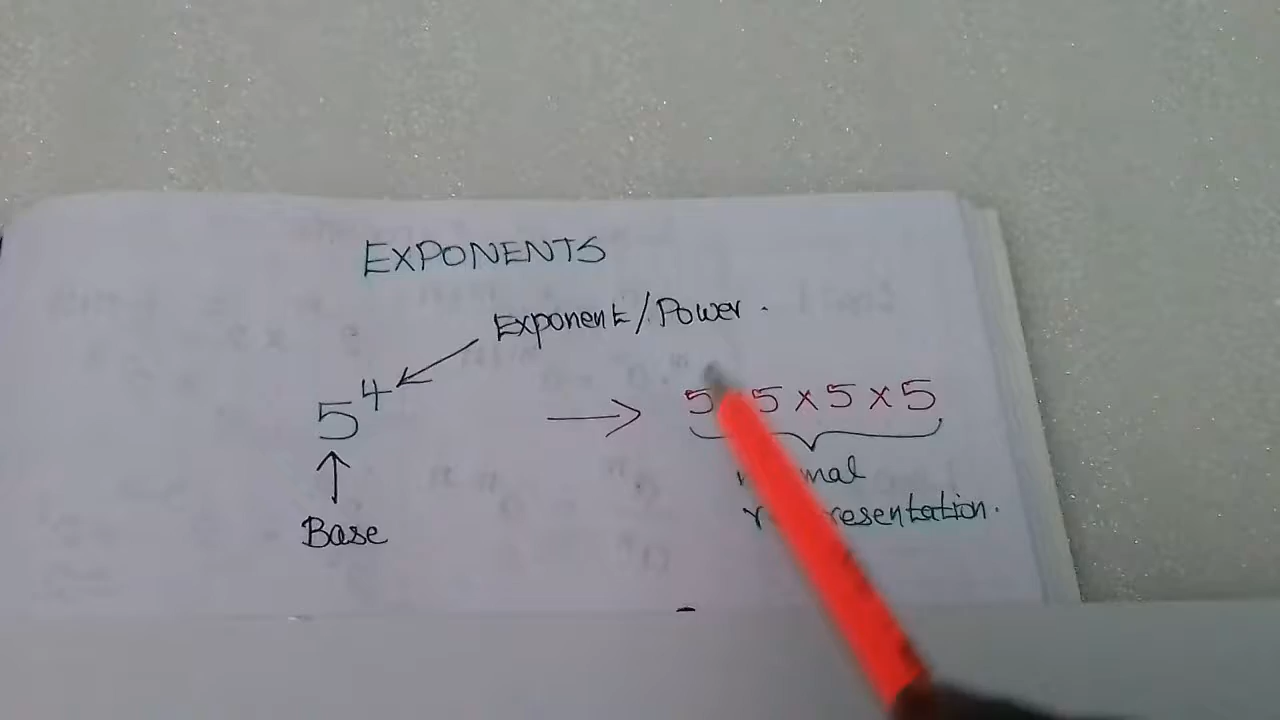 EXPONENTS
Exponent/Power.
5⁴ → 5 5 x 5 x 5
Base